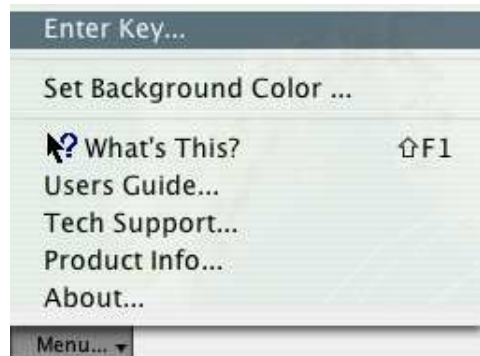 Enter Key...
Set Background Color ...
What's This? ⇧F1
Users Guide...
Tech Support...
Product Info...
About...
Menu...